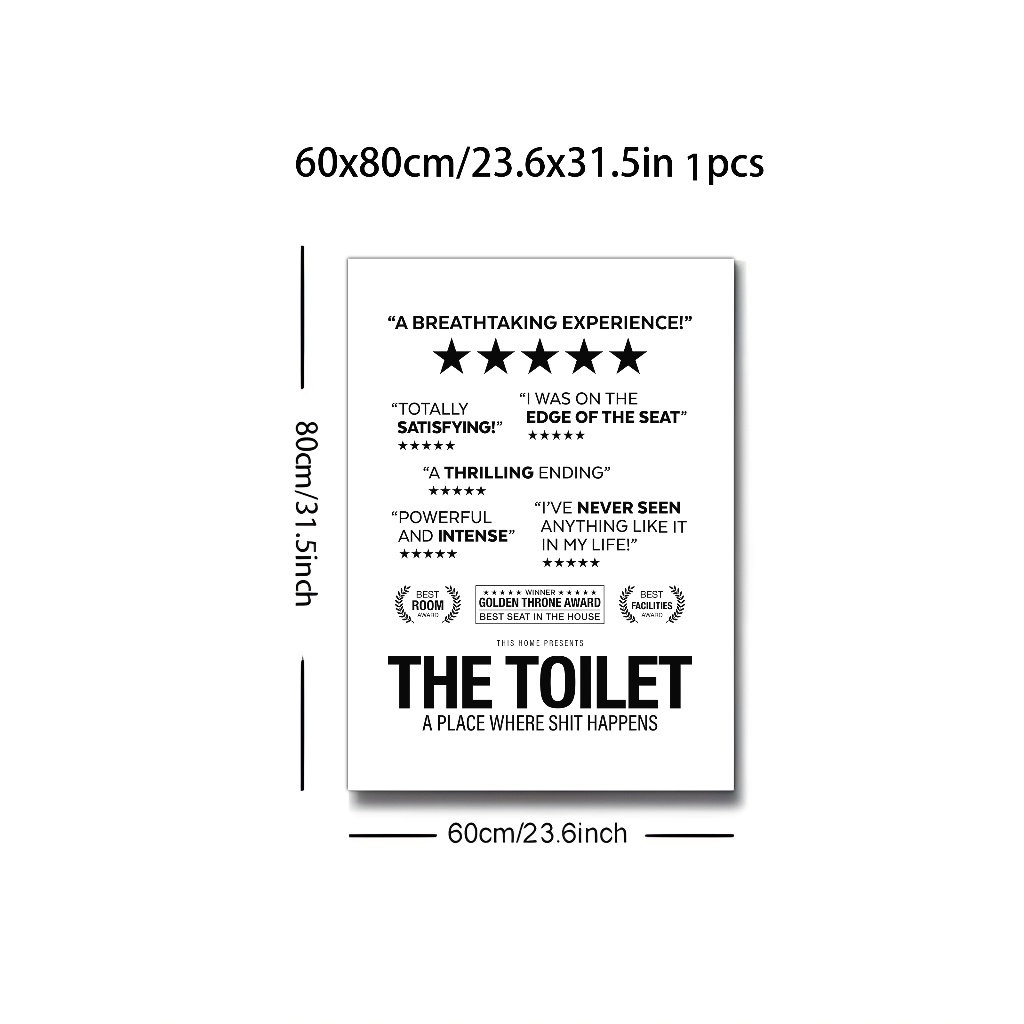 60x80cm/23.6x31.5in 1pcs
“A BREATHTAKING EXPERIENCE!”
“TOTALLY
SATISFYING!”
“I WAS ON THE
EDGE OF THE SEAT”
“A THRILLING ENDING”
“POWERFUL
AND INTENSE”
“I’VE NEVER SEEN
ANYTHING LIKE IT
IN MY LIFE!”
BEST
ROOM
AWARD
WINNER
GOLDEN THRONE AWARD
BEST SEAT IN THE HOUSE
BEST
FACILITIES
AWARD
THIS HOME PRESENTS
THE TOILET
A PLACE WHERE SHIT HAPPENS
80cm/31.5inch
60cm/23.6inch